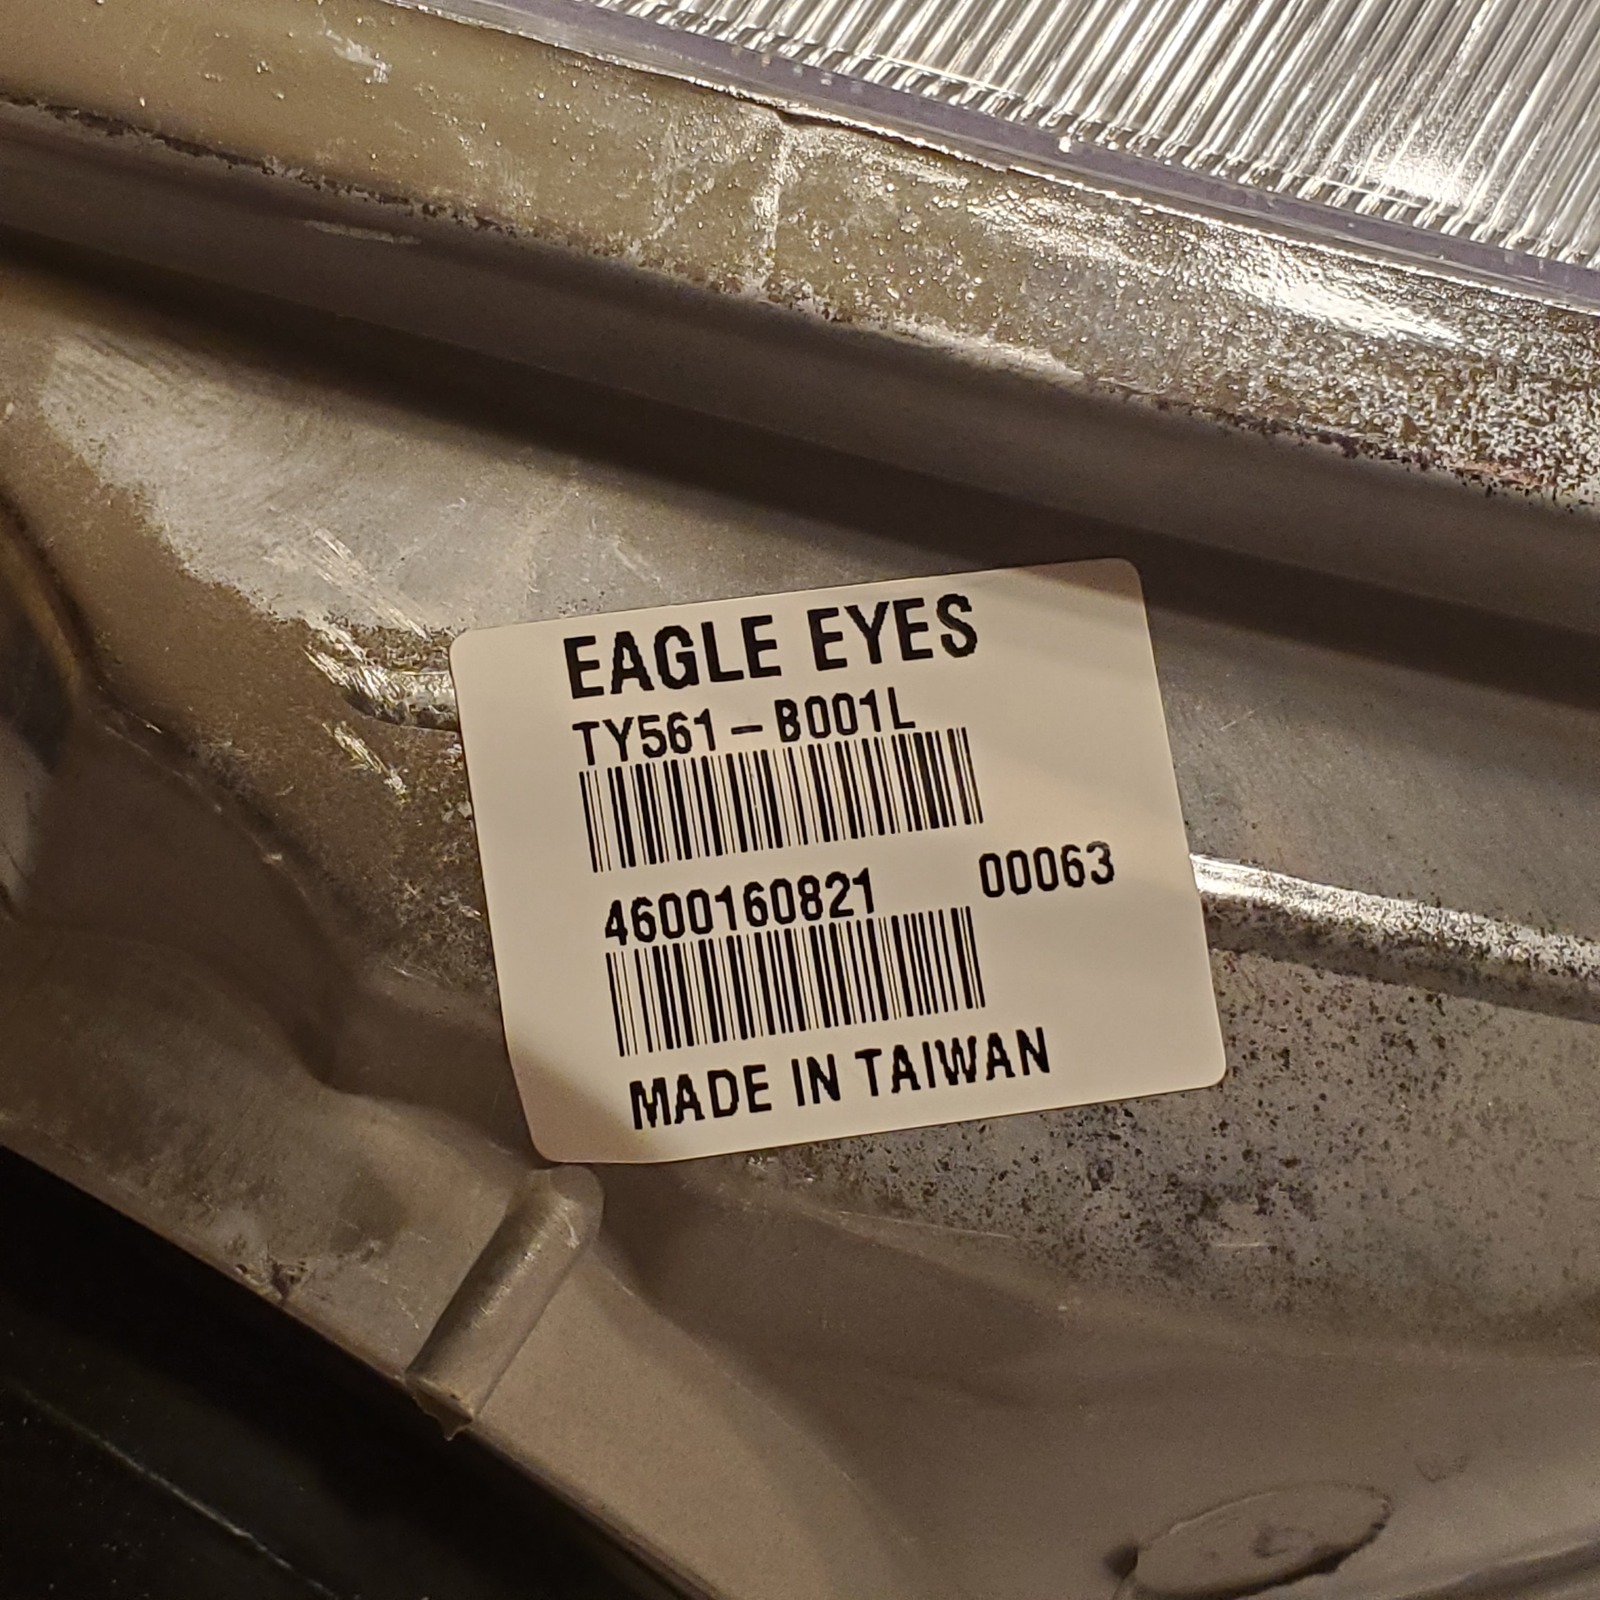 EAGLE EYES
TY561-B001L
4600160821 00063
MADE IN TAIWAN